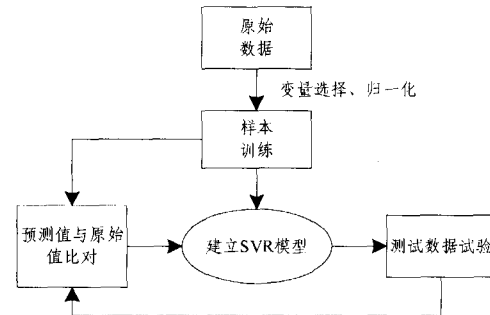 原始
数据
变量选择、归一化
样本
训练
预测值与原始
值比对
建立SVR模型
测试数据试验